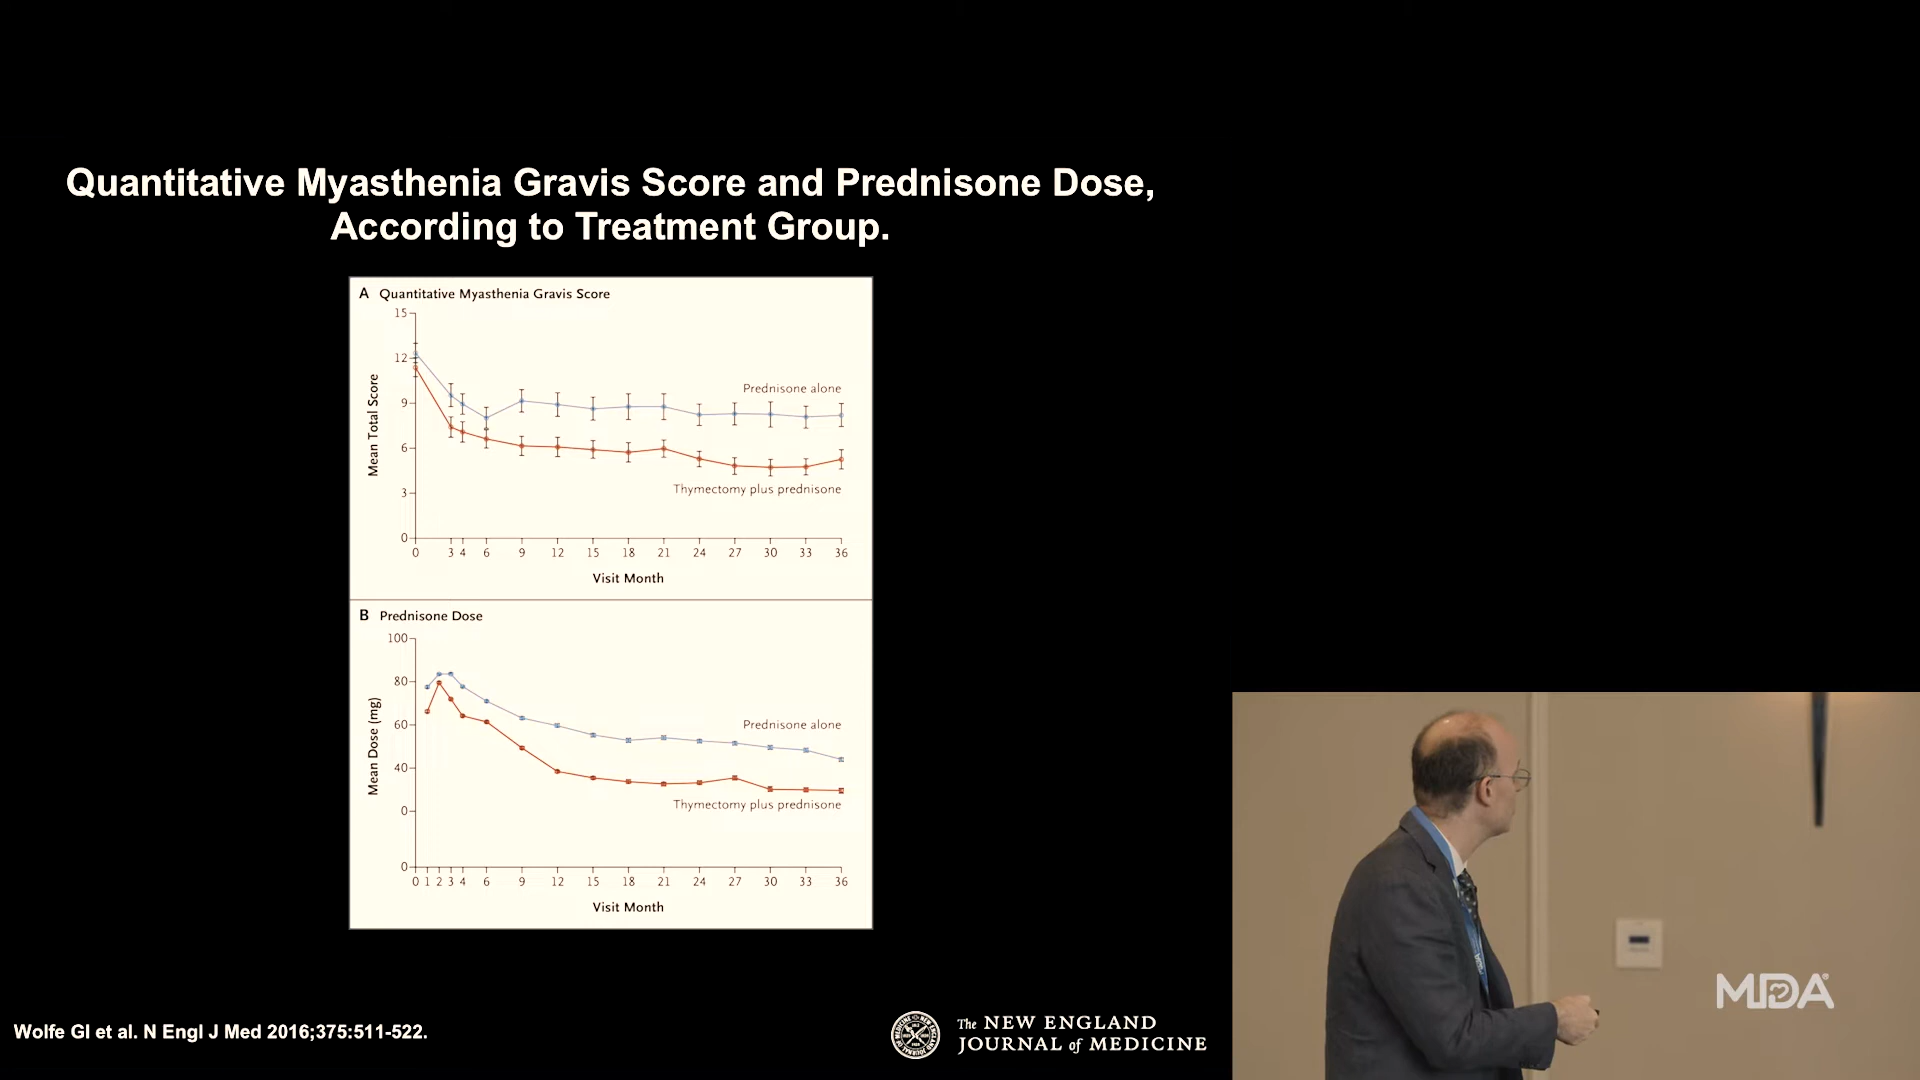 Quantitative Myasthenia Gravis Score and Prednisone Dose,
According to Treatment Group.
A Quantitative Myasthenia Gravis Score
15
12
9
6
3
0
Mean Total Score
Prednisone alone
Thymectomy plus prednisone
0 3 4 6 9 12 15 18 21 24 27 30 33 36
Visit Month
B Prednisone Dose
100
80
60
40
0
0
Mean Dose (mg)
Prednisone alone
Thymectomy plus prednisone
0 1 2 3 4 6 9 12 15 18 21 24 27 30 33 36
Visit Month
Wolfe GI et al. N Engl J Med 2016;375:511-522.
The NEW ENGLAND
JOURNAL of MEDICINE
MDA